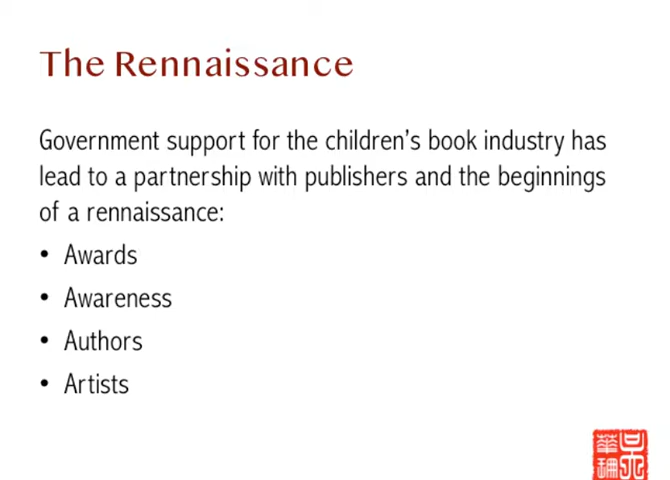 The Rennaissance
Government support for the children's book industry has
lead to a partnership with publishers and the beginnings
of a rennaissance:
• Awards
• Awareness
• Authors
• Artists